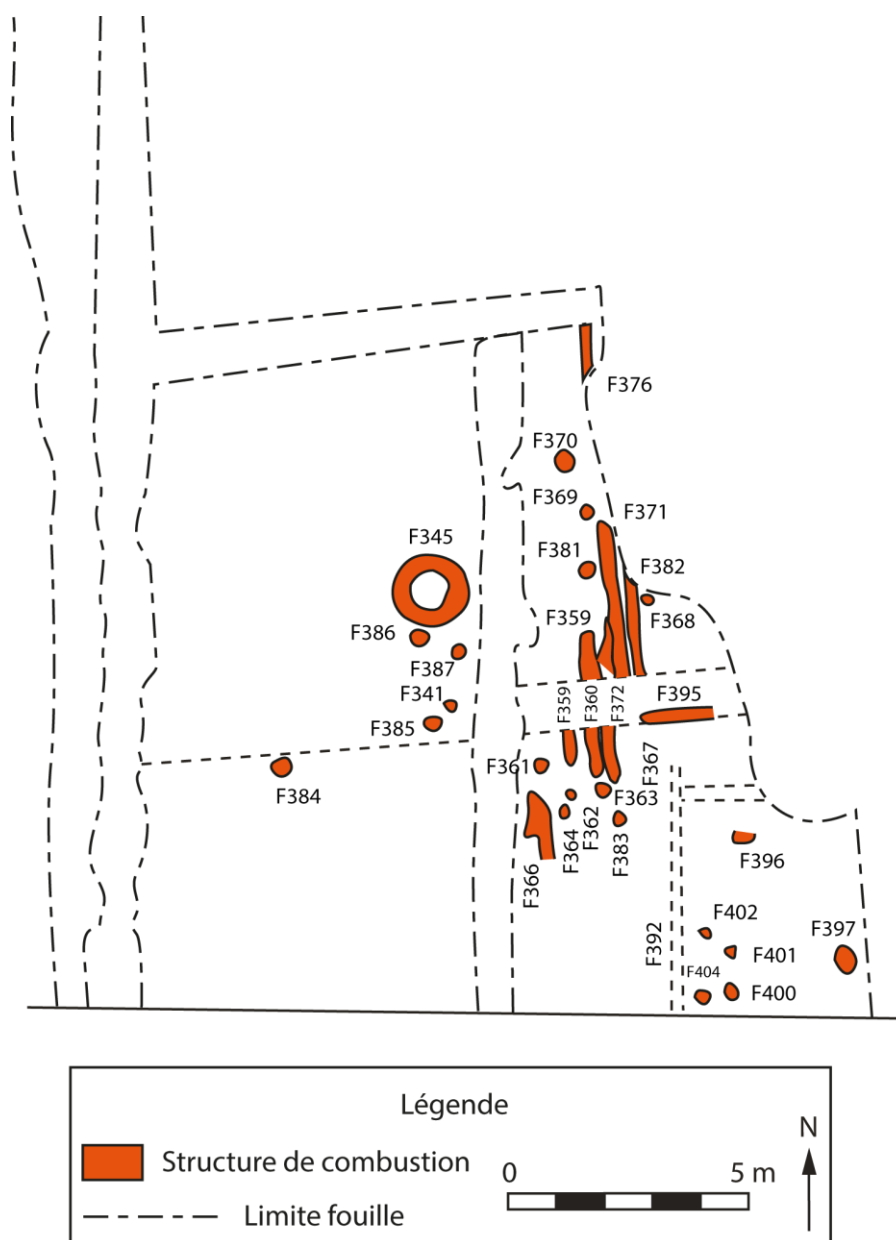 F376
F370
F369
F371
F345
F381
F382
F359
F368
F386
F387
F341
F359
F360
F372
F395
F385
F361
F367
F384
F363
F362
F364
F383
F366
F396
F402
F397
F392
F401
F404
F400
Légende
Structure de combustion
Limite fouille
0 5 m
N